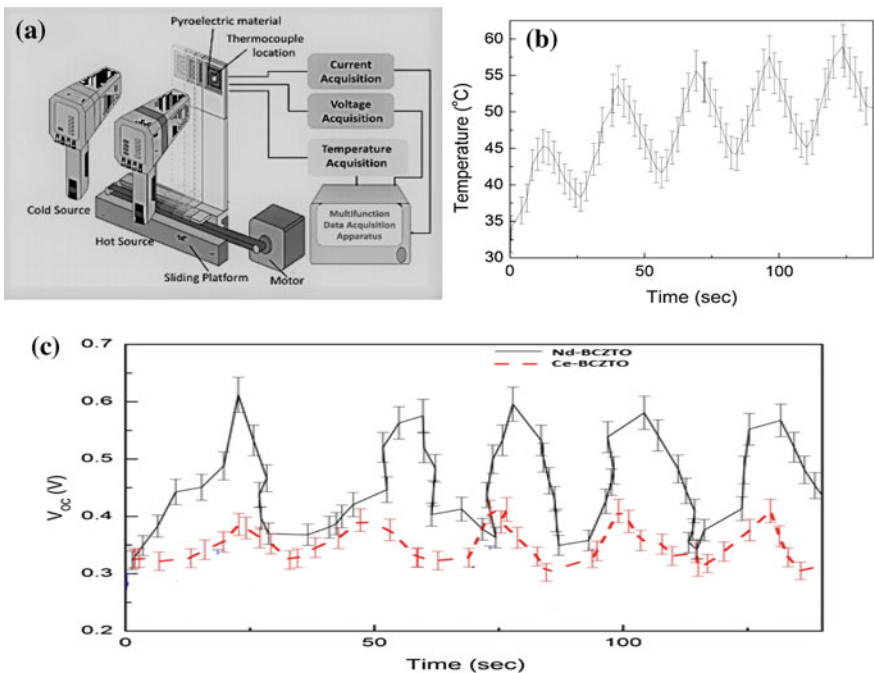 (a)
Pyroelectric material
Thermocouple
location
Current
Acquisition
Voltage
Acquisition
Temperature
Acquisition
Multifunction
Data Acquisition
Apparatus
Cold Source
Hot Source
Sliding Platform
Motor
(b)
Temperature (°C)
60
55
50
45
40
35
30
0
50
100
Time (sec)
(c)
Nd-BCZTO
Ce-BCZTO
Voc (V)
0.7
0.6
0.5
0.4
0.3
0.2
0
50
100
Time (sec)